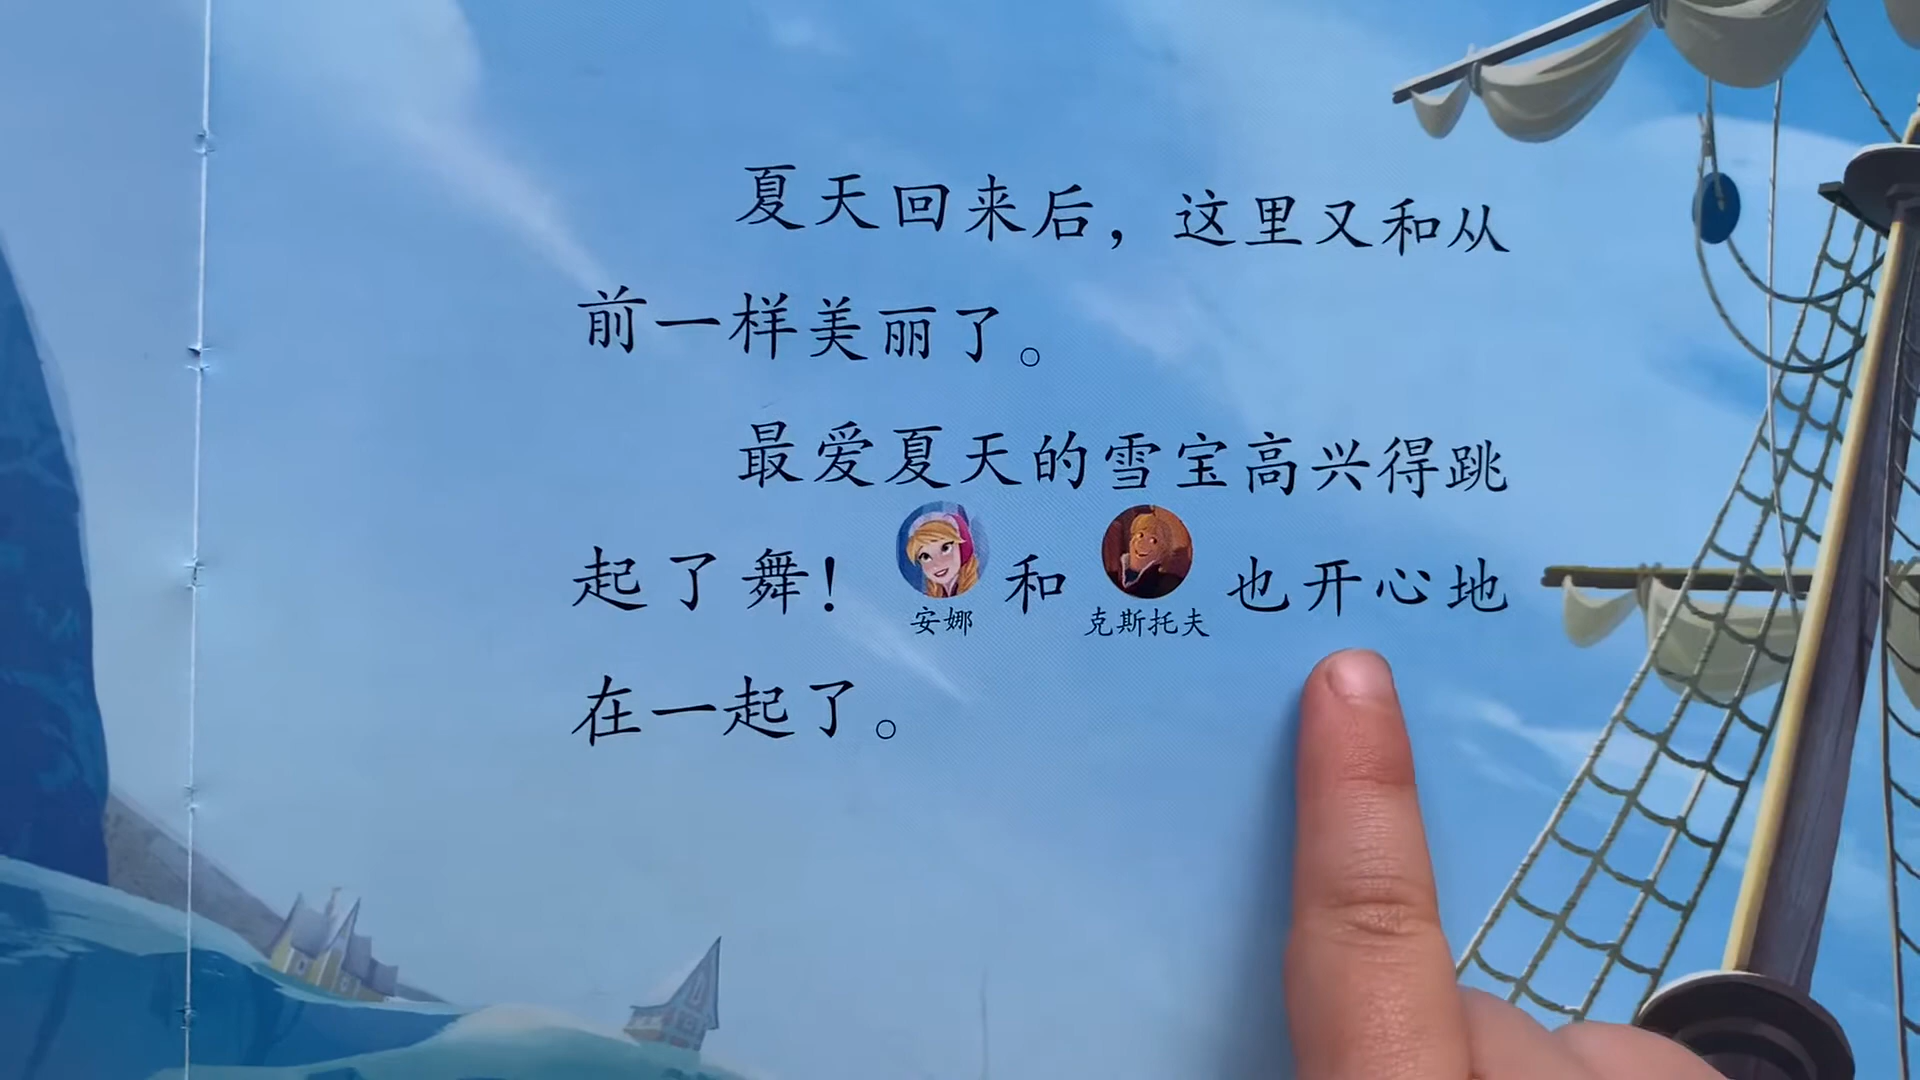 夏天回来后，这里又和从
前一样美丽了。
最爱夏天的雪宝高兴得跳
起了舞！ 和 也开心地
安娜 克斯托夫
在一起了。